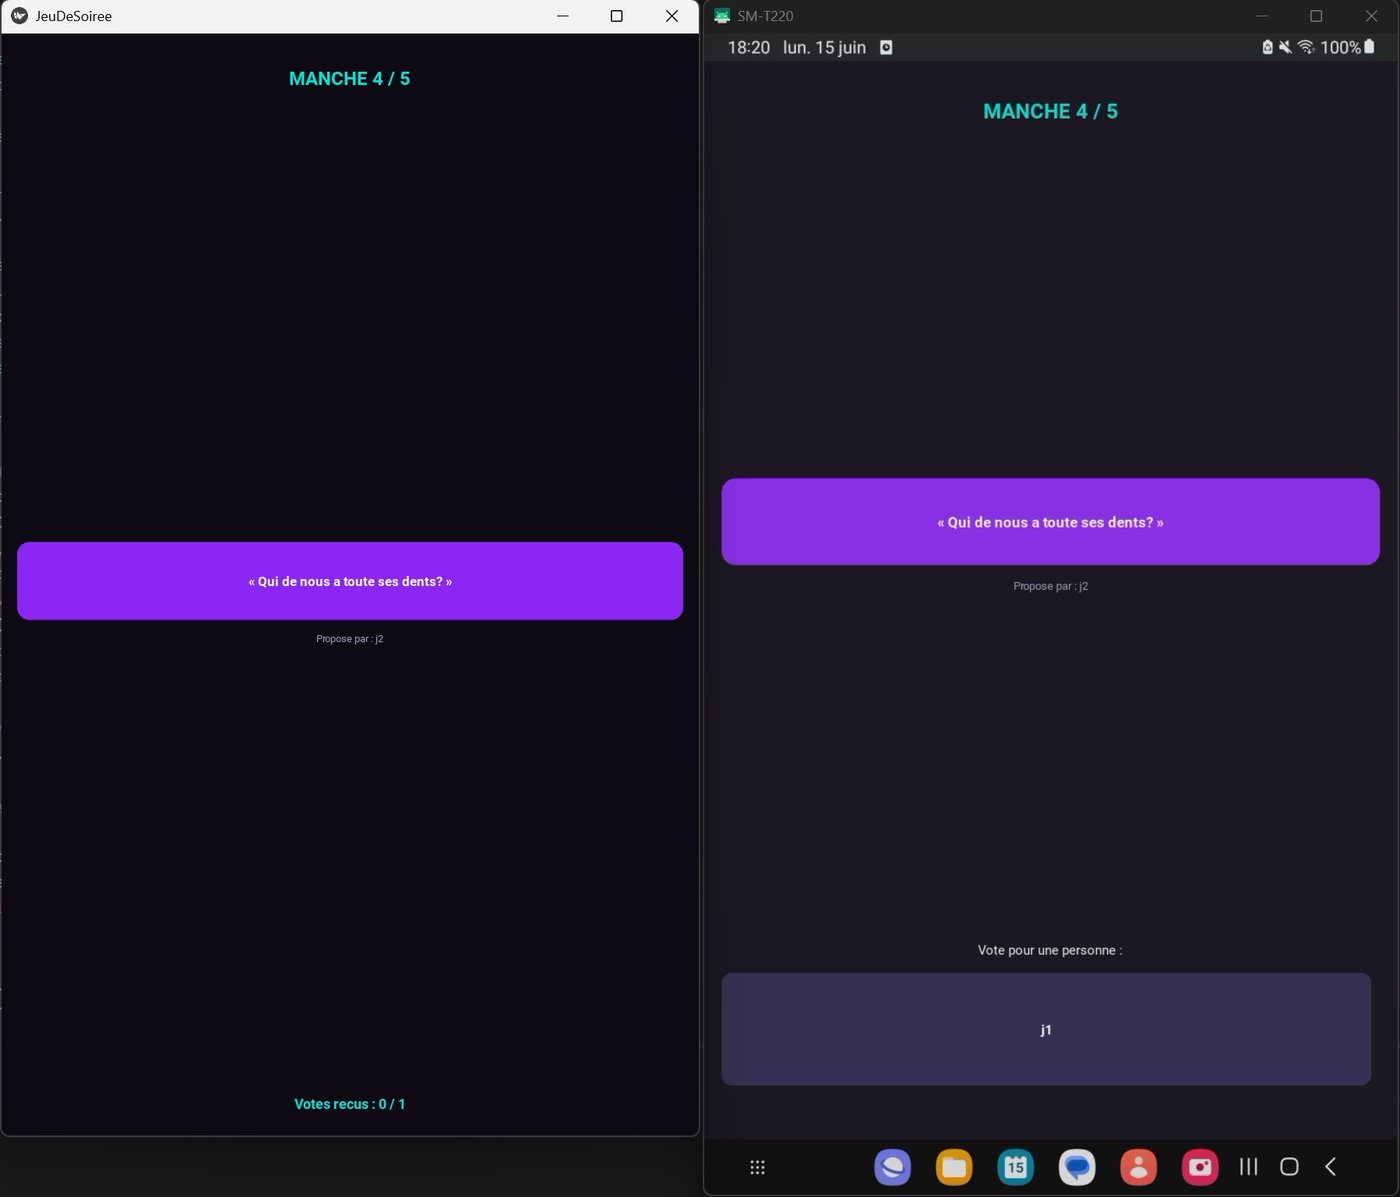 JeuDeSoiree
MANCHE 4 / 5
« Qui de nous a toute ses dents? »
Propose par : j2
Votes recus : 0 / 1
SM-T220
18:20 lun. 15 juin
100%
MANCHE 4 / 5
« Qui de nous a toute ses dents? »
Propose par : j2
Vote pour une personne :
j1
15